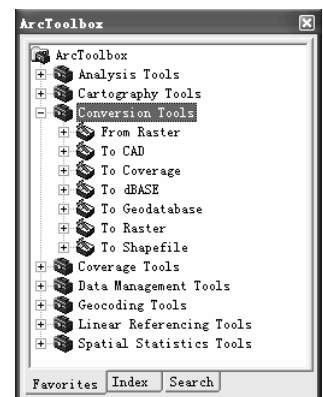 ArcToolbox
ArcToolbox
Analysis Tools
Cartography Tools
Conversion Tools
From Raster
To CAD
To Coverage
To dBASE
To Geodatabase
To Raster
To Shapefile
Coverage Tools
Data Management Tools
Geocoding Tools
Linear Referencing Tools
Spatial Statistics Tools
Favorites Index Search